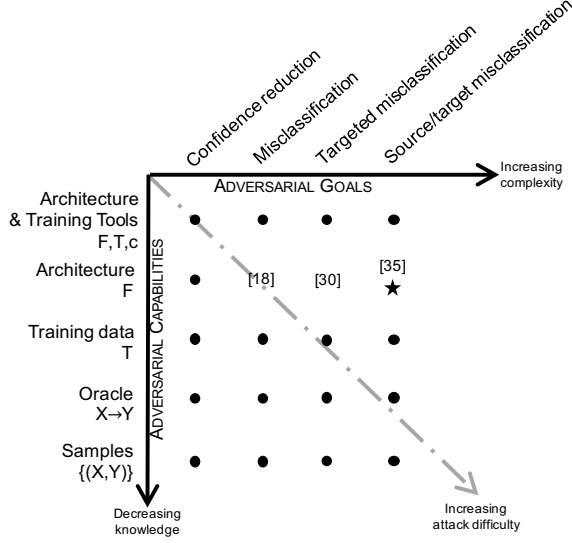 Confidence reduction
Misclassification
Targeted misclassification
Source/target misclassification
Increasing
complexity
ADVERSARIAL GOALS
ADVERSARIAL CAPABILITIES
Architecture
& Training Tools
F,T,c
Architecture
F
[18]
[30]
[35]
Training data
T
Oracle
X→Y
Samples
{(X,Y)}
Decreasing
knowledge
Increasing
attack difficulty